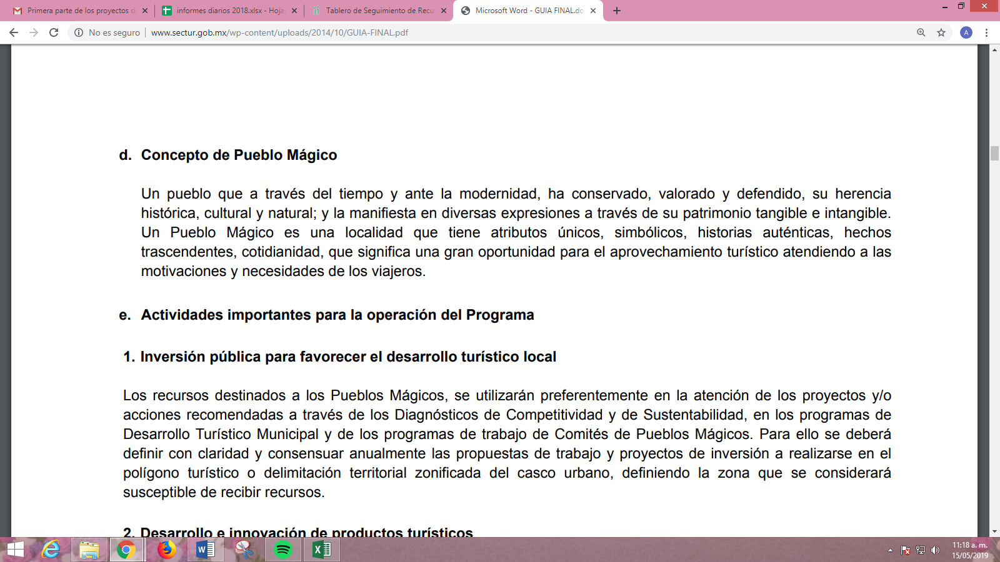 Primera parte de los proyectos d
informes diarios 2018.xlsx - Hoja
Tablero de Seguimiento de Recu
Microsoft Word - GUIA FINAL.do
No es seguro
www.sectur.gob.mx/wp-content/uploads/2014/10/GUIA-FINAL.pdf
A
d. Concepto de Pueblo Mágico
Un pueblo que a través del tiempo y ante la modernidad, ha conservado, valorado y defendido, su herencia
histórica, cultural y natural; y la manifiesta en diversas expresiones a través de su patrimonio tangible e intangible.
Un Pueblo Mágico es una localidad que tiene atributos únicos, simbólicos, historias auténticas, hechos
trascendentes, cotidianidad, que significa una gran oportunidad para el aprovechamiento turístico atendiendo a las
motivaciones y necesidades de los viajeros.
e. Actividades importantes para la operación del Programa
1. Inversión pública para favorecer el desarrollo turístico local
Los recursos destinados a los Pueblos Mágicos, se utilizarán preferentemente en la atención de los proyectos y/o
acciones recomendadas a través de los Diagnósticos de Competitividad y de Sustentabilidad, en los programas de
Desarrollo Turístico Municipal y de los programas de trabajo de Comités de Pueblos Mágicos. Para ello se deberá
definir con claridad y consensuar anualmente las propuestas de trabajo y proyectos de inversión a realizarse en el
polígono turístico o delimitación territorial zonificada del casco urbano, definiendo la zona que se considerará
susceptible de recibir recursos.
2. Desarrollo e innovación de productos turísticos
11:18 a. m.
15/05/2019